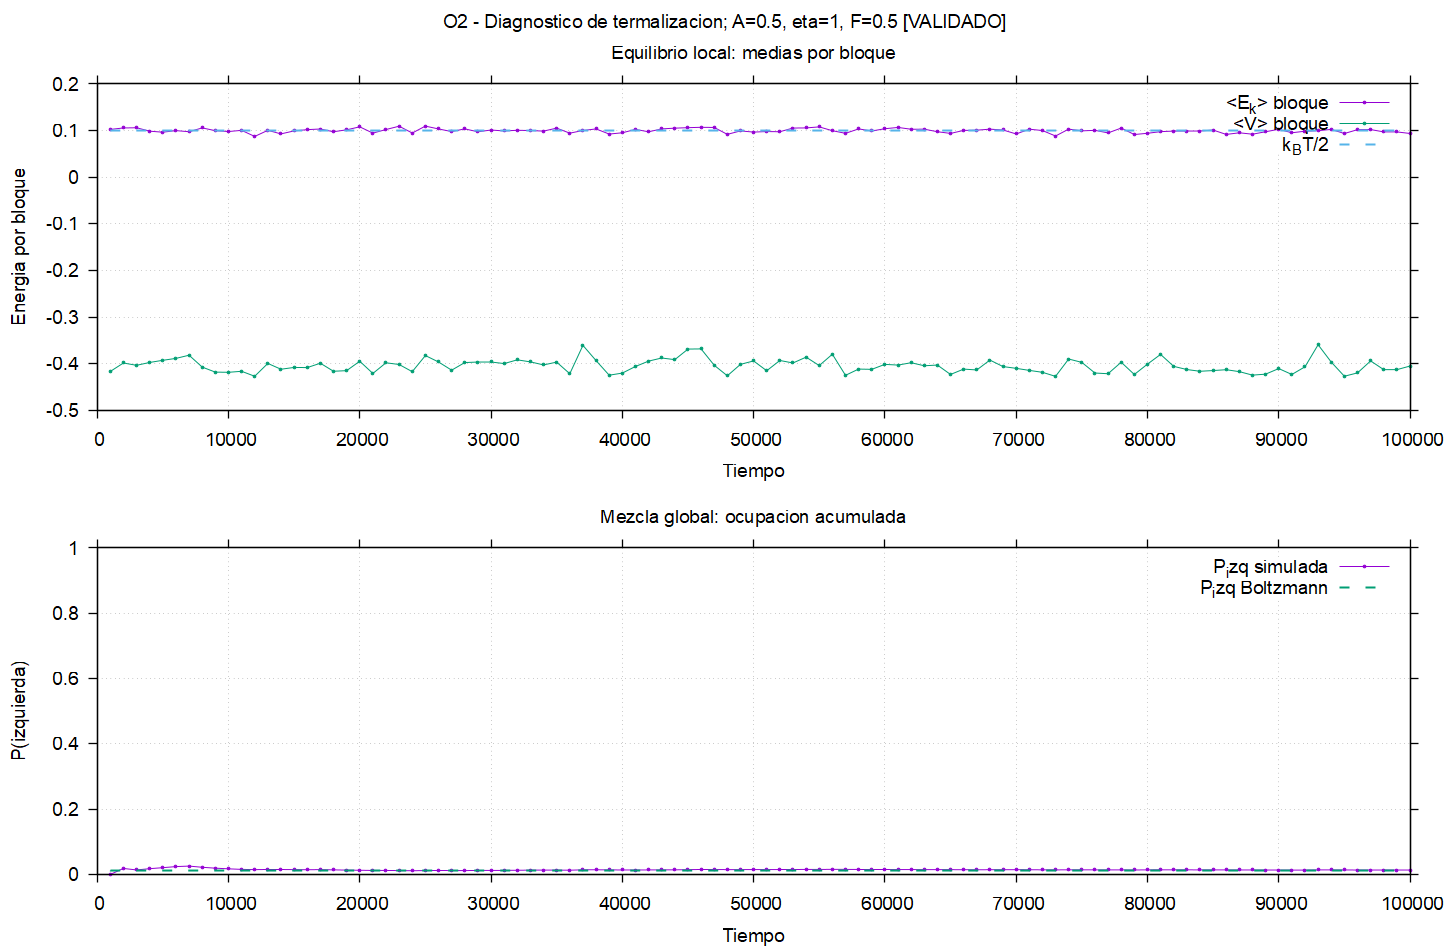 O2 - Diagnostico de termalizacion; A=0.5, eta=1, F=0.5 [VALIDADO]
Equilibrio local: medias por bloque
<E_k> bloque
<V> bloque
k_BT/2
Energia por bloque
0.2
0.1
0
-0.1
-0.2
-0.3
-0.4
-0.5
0 10000 20000 30000 40000 50000 60000 70000 80000 90000 100000
Tiempo
Mezcla global: ocupacion acumulada
P_izq simulada
P_izq Boltzmann
P(izquierda)
1
0.8
0.6
0.4
0.2
0
0 10000 20000 30000 40000 50000 60000 70000 80000 90000 100000
Tiempo